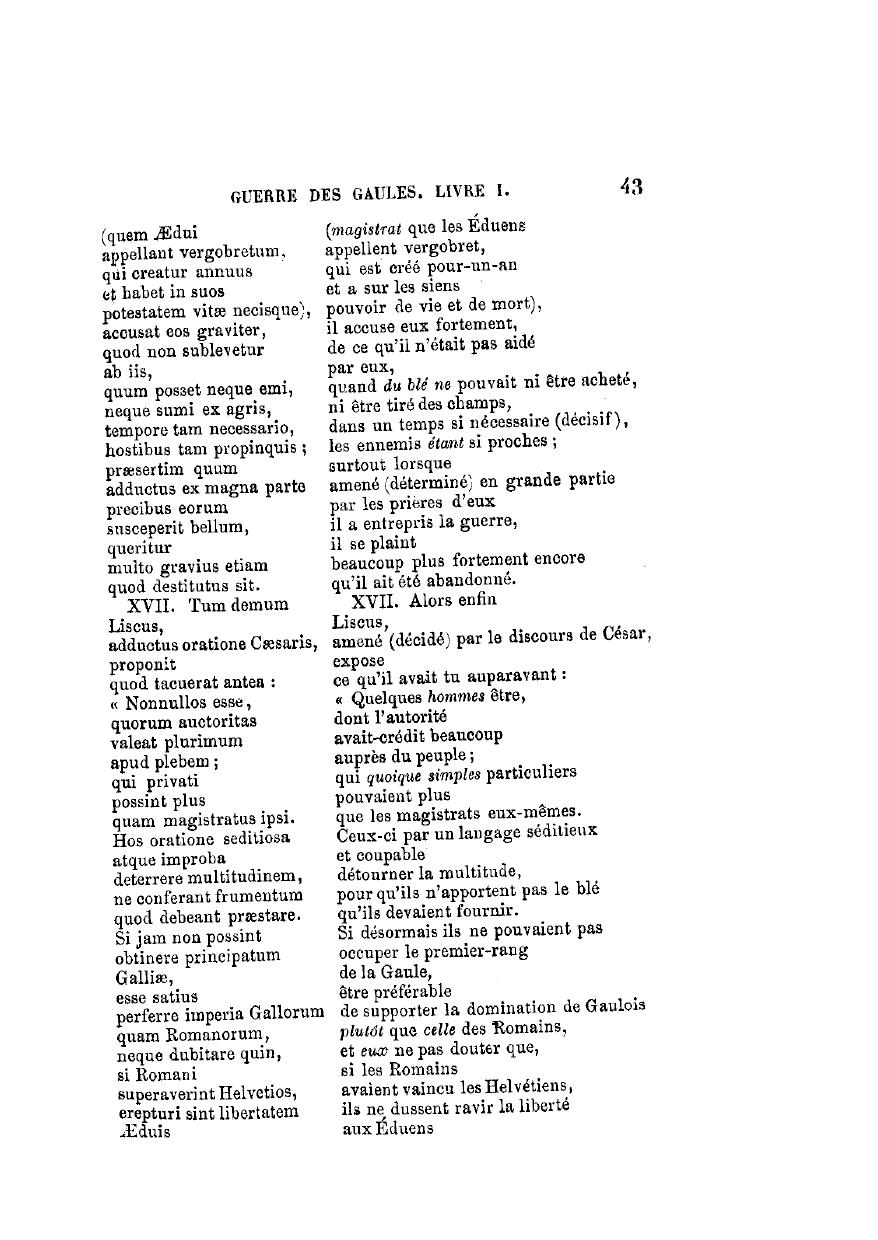 GUERRE DES GAULES. LIVRE I. 43
(quem Ædui
appellant vergobretum,
qui creatur annuus
et habet in suos
potestatem vitæ necisque),
accusat eos graviter,
quod non sublevetur
ab iis,
quum posset neque emi,
neque sumi ex agris,
tempore tam necessario,
hostibus tam propinquis ;
præsertim quum
adductus ex magna parte
precibus eorum
susceperit bellum,
queritur
multo gravius etiam
quod destitutus sit.
XVII. Tum demum
Liscus,
adductus oratione Cæsaris,
proponit
quod tacuerat antea :
« Nonnullos esse,
quorum auctoritas
valeat plurimum
apud plebem ;
qui privati
possint plus
quam magistratus ipsi.
Hos oratione seditiosa
atque improba
deterrere multitudinem,
ne conferant frumentum
quod debeant præstare.
Si jam non possint
obtinere principatum
Galliæ,
esse satius
perferre imperia Gallorum
quam Romanorum,
neque dubitare quin,
si Romani
superaverint Helvetios,
erepturi sint libertatem
Æduis
(magistrat que les Éduens
appellent vergobret,
qui est créé pour-un-an
et a sur les siens
pouvoir de vie et de mort),
il accuse eux fortement,
de ce qu'il n'était pas aidé
par eux,
quand du blé ne pouvait ni être acheté,
ni être tiré des champs,
dans un temps si nécessaire (décisif),
les ennemis étant si proches ;
surtout lorsque
amené (déterminé) en grande partie
par les prières d'eux
il a entrepris la guerre,
il se plaint
beaucoup plus fortement encore
qu'il ait été abandonné.
XVII. Alors enfin
Liscus,
amené (décidé) par le discours de César,
expose
ce qu'il avait tu auparavant :
« Quelques hommes être,
dont l'autorité
avait-crédit beaucoup
auprès du peuple ;
qui quoique simples particuliers
pouvaient plus
que les magistrats eux-mêmes.
Ceux-ci par un langage séditieux
et coupable
détourner la multitude,
pour qu'ils n'apportent pas le blé
qu'ils devaient fournir.
Si désormais ils ne pouvaient pas
occuper le premier-rang
de la Gaule,
être préférable
de supporter la domination de Gaulois
plutôt que celle des Romains,
et eux ne pas douter que,
si les Romains
avaient vaincu les Helvétiens,
ils ne dussent ravir la liberté
aux Éduens